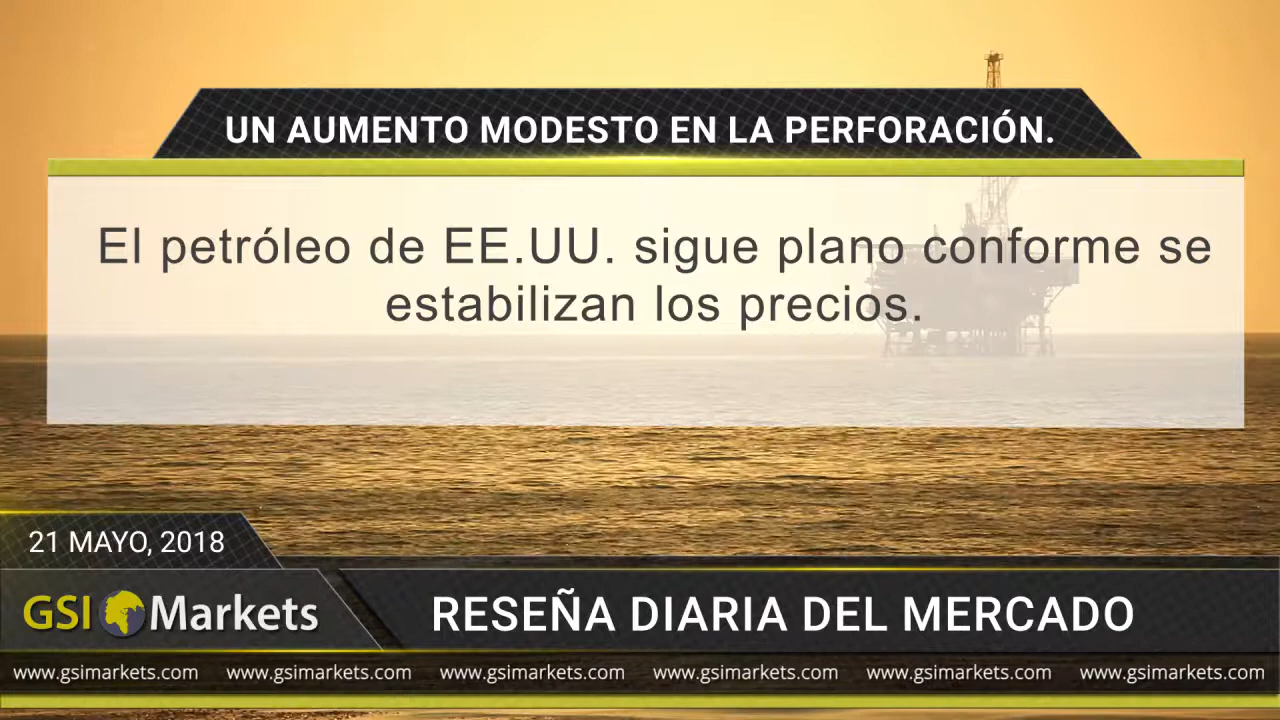 UN AUMENTO MODESTO EN LA PERFORACIÓN.
El petróleo de EE.UU. sigue plano conforme se
estabilizan los precios.
21 MAYO, 2018
GSI Markets
RESEÑA DIARIA DEL MERCADO
www.gsimarkets.com www.gsimarkets.com www.gsimarkets.com www.gsimarkets.com www.gsimarkets.com www.gsimarkets.com